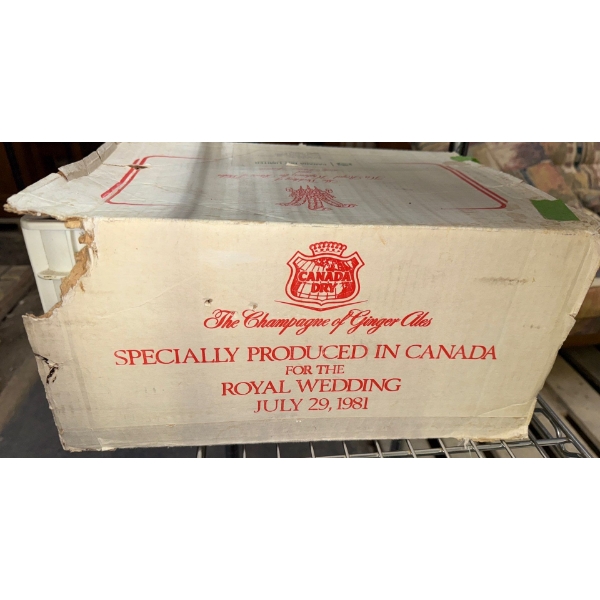 CANADA
DRY
The Champagne of Ginger Ales
SPECIALLY PRODUCED IN CANADA
FOR THE
ROYAL WEDDING
JULY 29, 1981